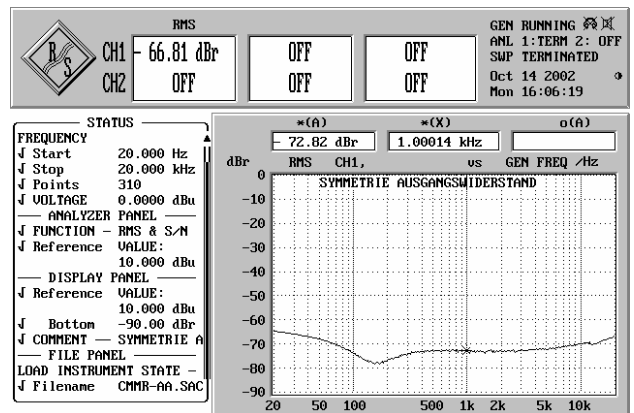 RMS
R & S
CH1 - 66.81 dBr OFF OFF
CH2 OFF OFF OFF
GEN RUNNING
ANL 1:TERM 2: OFF
SWP TERMINATED
Oct 14 2002
Mon 16:06:19
STATUS
FREQUENCY
√ Start 20.000 Hz
√ Stop 20.000 kHz
√ Points 310
√ VOLTAGE 0.0000 dBu
ANALYZER PANEL
√ FUNCTION - RMS & S/N
√ Reference VALUE:
10.000 dBu
DISPLAY PANEL
√ Reference VALUE:
10.000 dBu
√ Bottom -90.00 dBr
√ COMMENT — SYMMETRIE A
FILE PANEL
LOAD INSTRUMENT STATE -
√ Filename CMMR-AA.SAC
*(A) *(X) o(A)
- 72.82 dBr 1.00014 kHz
dBr RMS CH1, vs GEN FREQ /Hz
SYMMETRIE AUSGANGSWIDERSTAND
0
-10
-20
-30
-40
-50
-60
-70
-80
-90
20 50 100 500 1k 2k 5k 10k